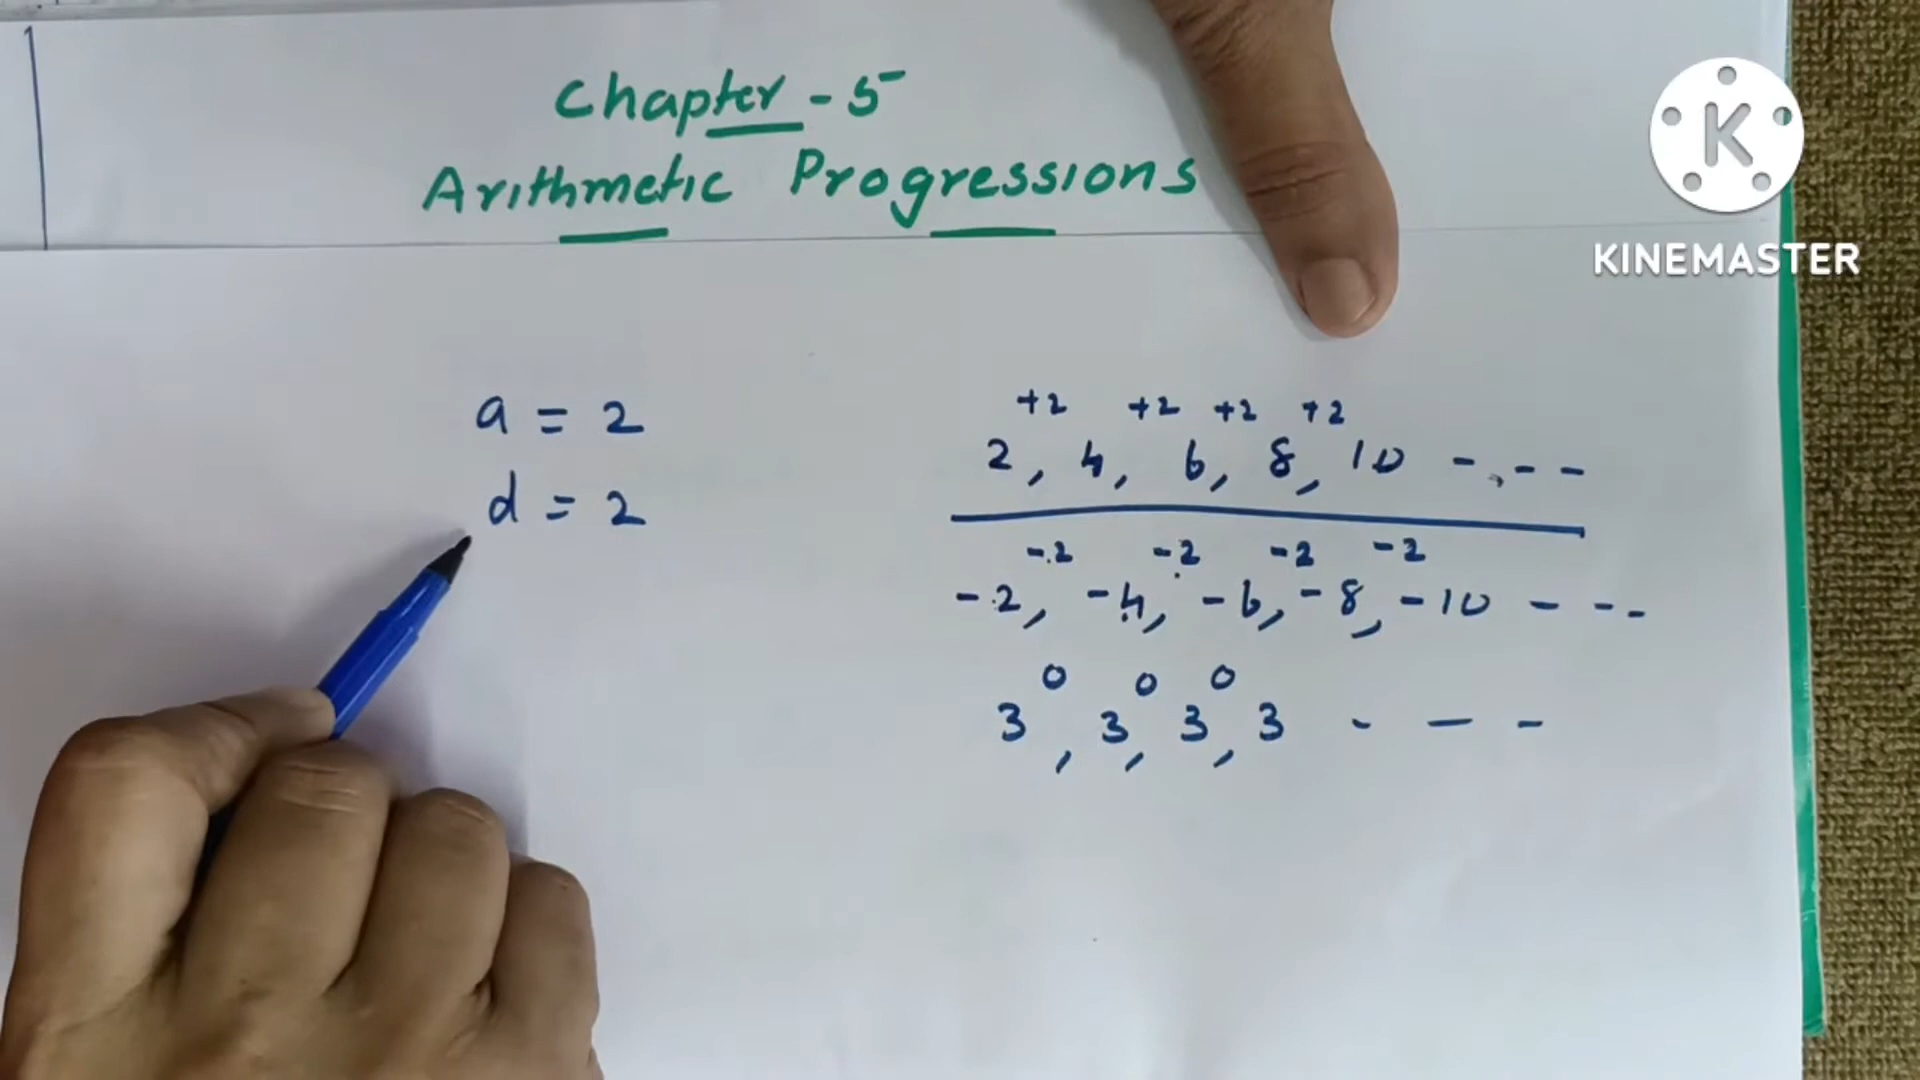 Chapter - 5
Arithmetic Progressions
KINEMASTER
a = 2
d = 2
+2 +2 +2 +2
2, 4, 6, 8, 10 - - -
-2 -2 -2 -2
-2, -4, -6, -8, -10 - - -
0 0 0
3, 3, 3, 3 - - -